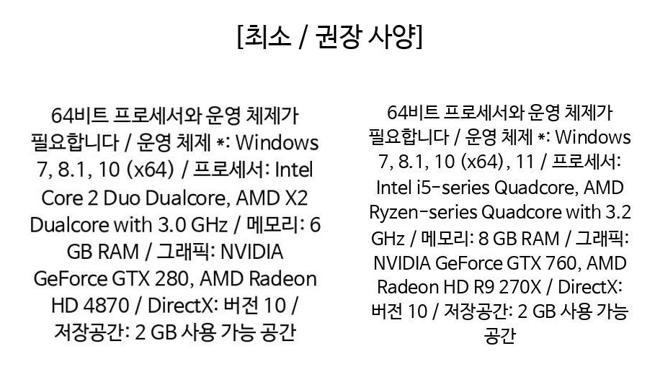 [최소 / 권장 사양]
64비트 프로세서와 운영 체제가
필요합니다 / 운영 체제 *: Windows
7, 8.1, 10 (x64) / 프로세서: Intel
Core 2 Duo Dualcore, AMD X2
Dualcore with 3.0 GHz / 메모리: 6
GB RAM / 그래픽: NVIDIA
GeForce GTX 280, AMD Radeon
HD 4870 / DirectX: 버전 10 /
저장공간: 2 GB 사용 가능 공간
64비트 프로세서와 운영 체제가
필요합니다 / 운영 체제 *: Windows
7, 8.1, 10 (x64), 11 / 프로세서:
Intel i5-series Quadcore, AMD
Ryzen-series Quadcore with 3.2
GHz / 메모리: 8 GB RAM / 그래픽:
NVIDIA GeForce GTX 760, AMD
Radeon HD R9 270X / DirectX:
버전 10 / 저장공간: 2 GB 사용 가능
공간